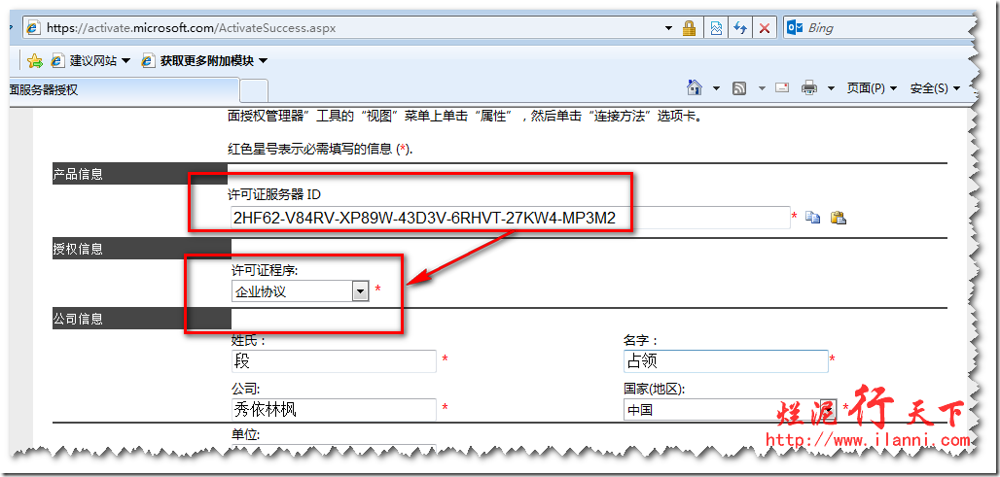 https://activate.microsoft.com/ActivateSuccess.aspx
Bing
建议网站
获取更多附加模块
面服务器授权
页面(P)
安全(S)
面授权管理器”工具的“视图”菜单上单击“属性”，然后单击“连接方法”选项卡。
红色星号表示必需填写的信息 (*).
产品信息
许可证服务器 ID
2HF62-V84RV-XP89W-43D3V-6RHVT-27KW4-MP3M2 *
授权信息
许可证程序:
企业协议 *
公司信息
姓氏： 名字：
段 * 占领 *
公司: 国家(地区):
秀依林枫 * 中国 *
单位:
烂泥行天下
http://www.ilanni.com